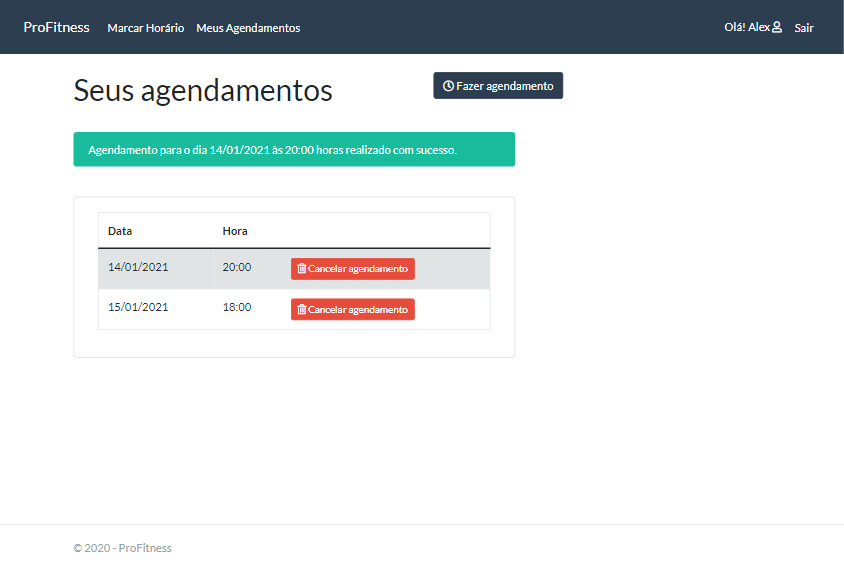 ProFitness Marcar Horário Meus Agendamentos Olá! Alex Sair
Seus agendamentos Fazer agendamento
Agendamento para o dia 14/01/2021 às 20:00 horas realizado com sucesso.
Data Hora
14/01/2021 20:00 Cancelar agendamento
15/01/2021 18:00 Cancelar agendamento
© 2020 - ProFitness